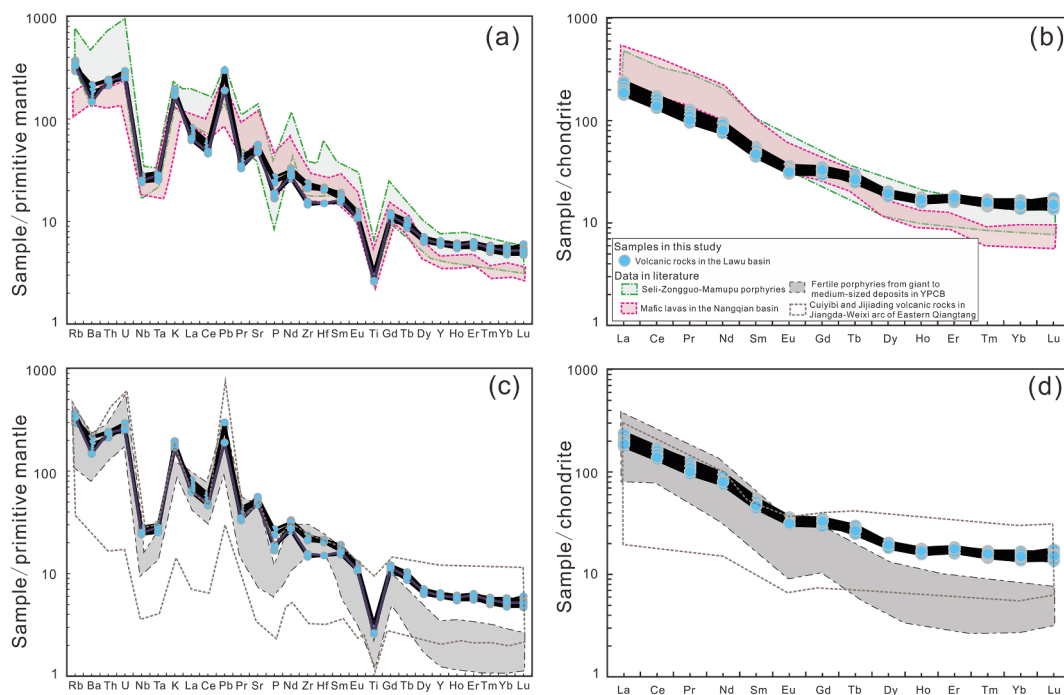 (a)
Sample/primitive mantle
1000
100
10
1
Rb Ba Th U Nb Ta K La Ce Pb Pr Sr P Nd Zr Hf Sm Eu Ti Gd Tb Dy Y Ho Er Tm Yb Lu
(b)
Sample/chondrite
1000
100
10
1
Samples in this study
Volcanic rocks in the Lawu basin
Data in literature
Seli-Zongguo-Mamupu porphyries
Mafic lavas in the Nangqian basin
Fertile porphyries from giant to
medium-sized deposits in YPCB
Cuiyibi and Jijiading volcanic rocks in
Jiangda-Weixi arc of Eastern Qiangtang
La Ce Pr Nd Sm Eu Gd Tb Dy Ho Er Tm Yb Lu
(c)
Sample/primitive mantle
1000
100
10
1
Rb Ba Th U Nb Ta K La Ce Pb Pr Sr P Nd Zr Hf Sm Eu Ti Gd Tb Dy Y Ho Er Tm Yb Lu
(d)
Sample/chondrite
1000
100
10
1
La Ce Pr Nd Sm Eu Gd Tb Dy Ho Er Tm Yb Lu